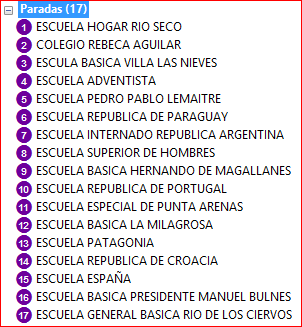 Paradas (17)
1 ESCUELA HOGAR RIO SECO
2 COLEGIO REBECA AGUILAR
3 ESCULA BASICA VILLA LAS NIEVES
4 ESCUELA ADVENTISTA
5 ESCUELA PEDRO PABLO LEMAITRE
6 ESCUELA REPUBLICA DE PARAGUAY
7 ESCUELA INTERNADO REPUBLICA ARGENTINA
8 ESCUELA SUPERIOR DE HOMBRES
9 ESCUELA BASICA HERNANDO DE MAGALLANES
10 ESCUELA REPUBLICA DE PORTUGAL
11 ESCUELA ESPECIAL DE PUNTA ARENAS
12 ESCUELA BASICA LA MILAGROSA
13 ESCUELA PATAGONIA
14 ESCUELA REPUBLICA DE CROACIA
15 ESCUELA ESPAÑA
16 ESCUELA BASICA PRESIDENTE MANUEL BULNES
17 ESCUELA GENERAL BASICA RIO DE LOS CIERVOS